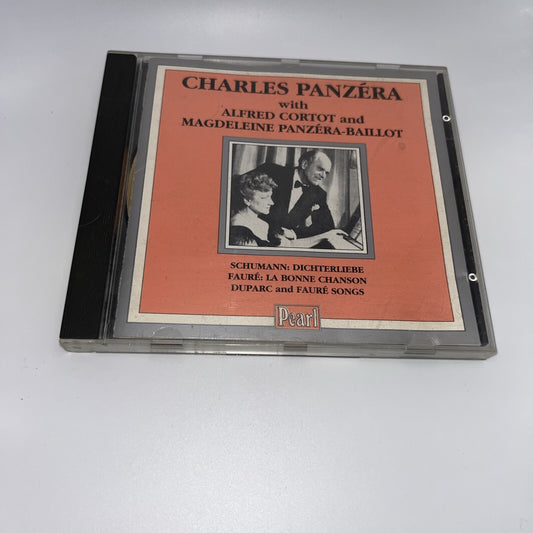 CHARLES PANZÉRA
with
ALFRED CORTOT and
MAGDELEINE PANZÉRA-BAILLOT
SCHUMANN: DICHTERLIEBE
FAURÉ: LA BONNE CHANSON
DUPARC and FAURÉ SONGS
Pearl